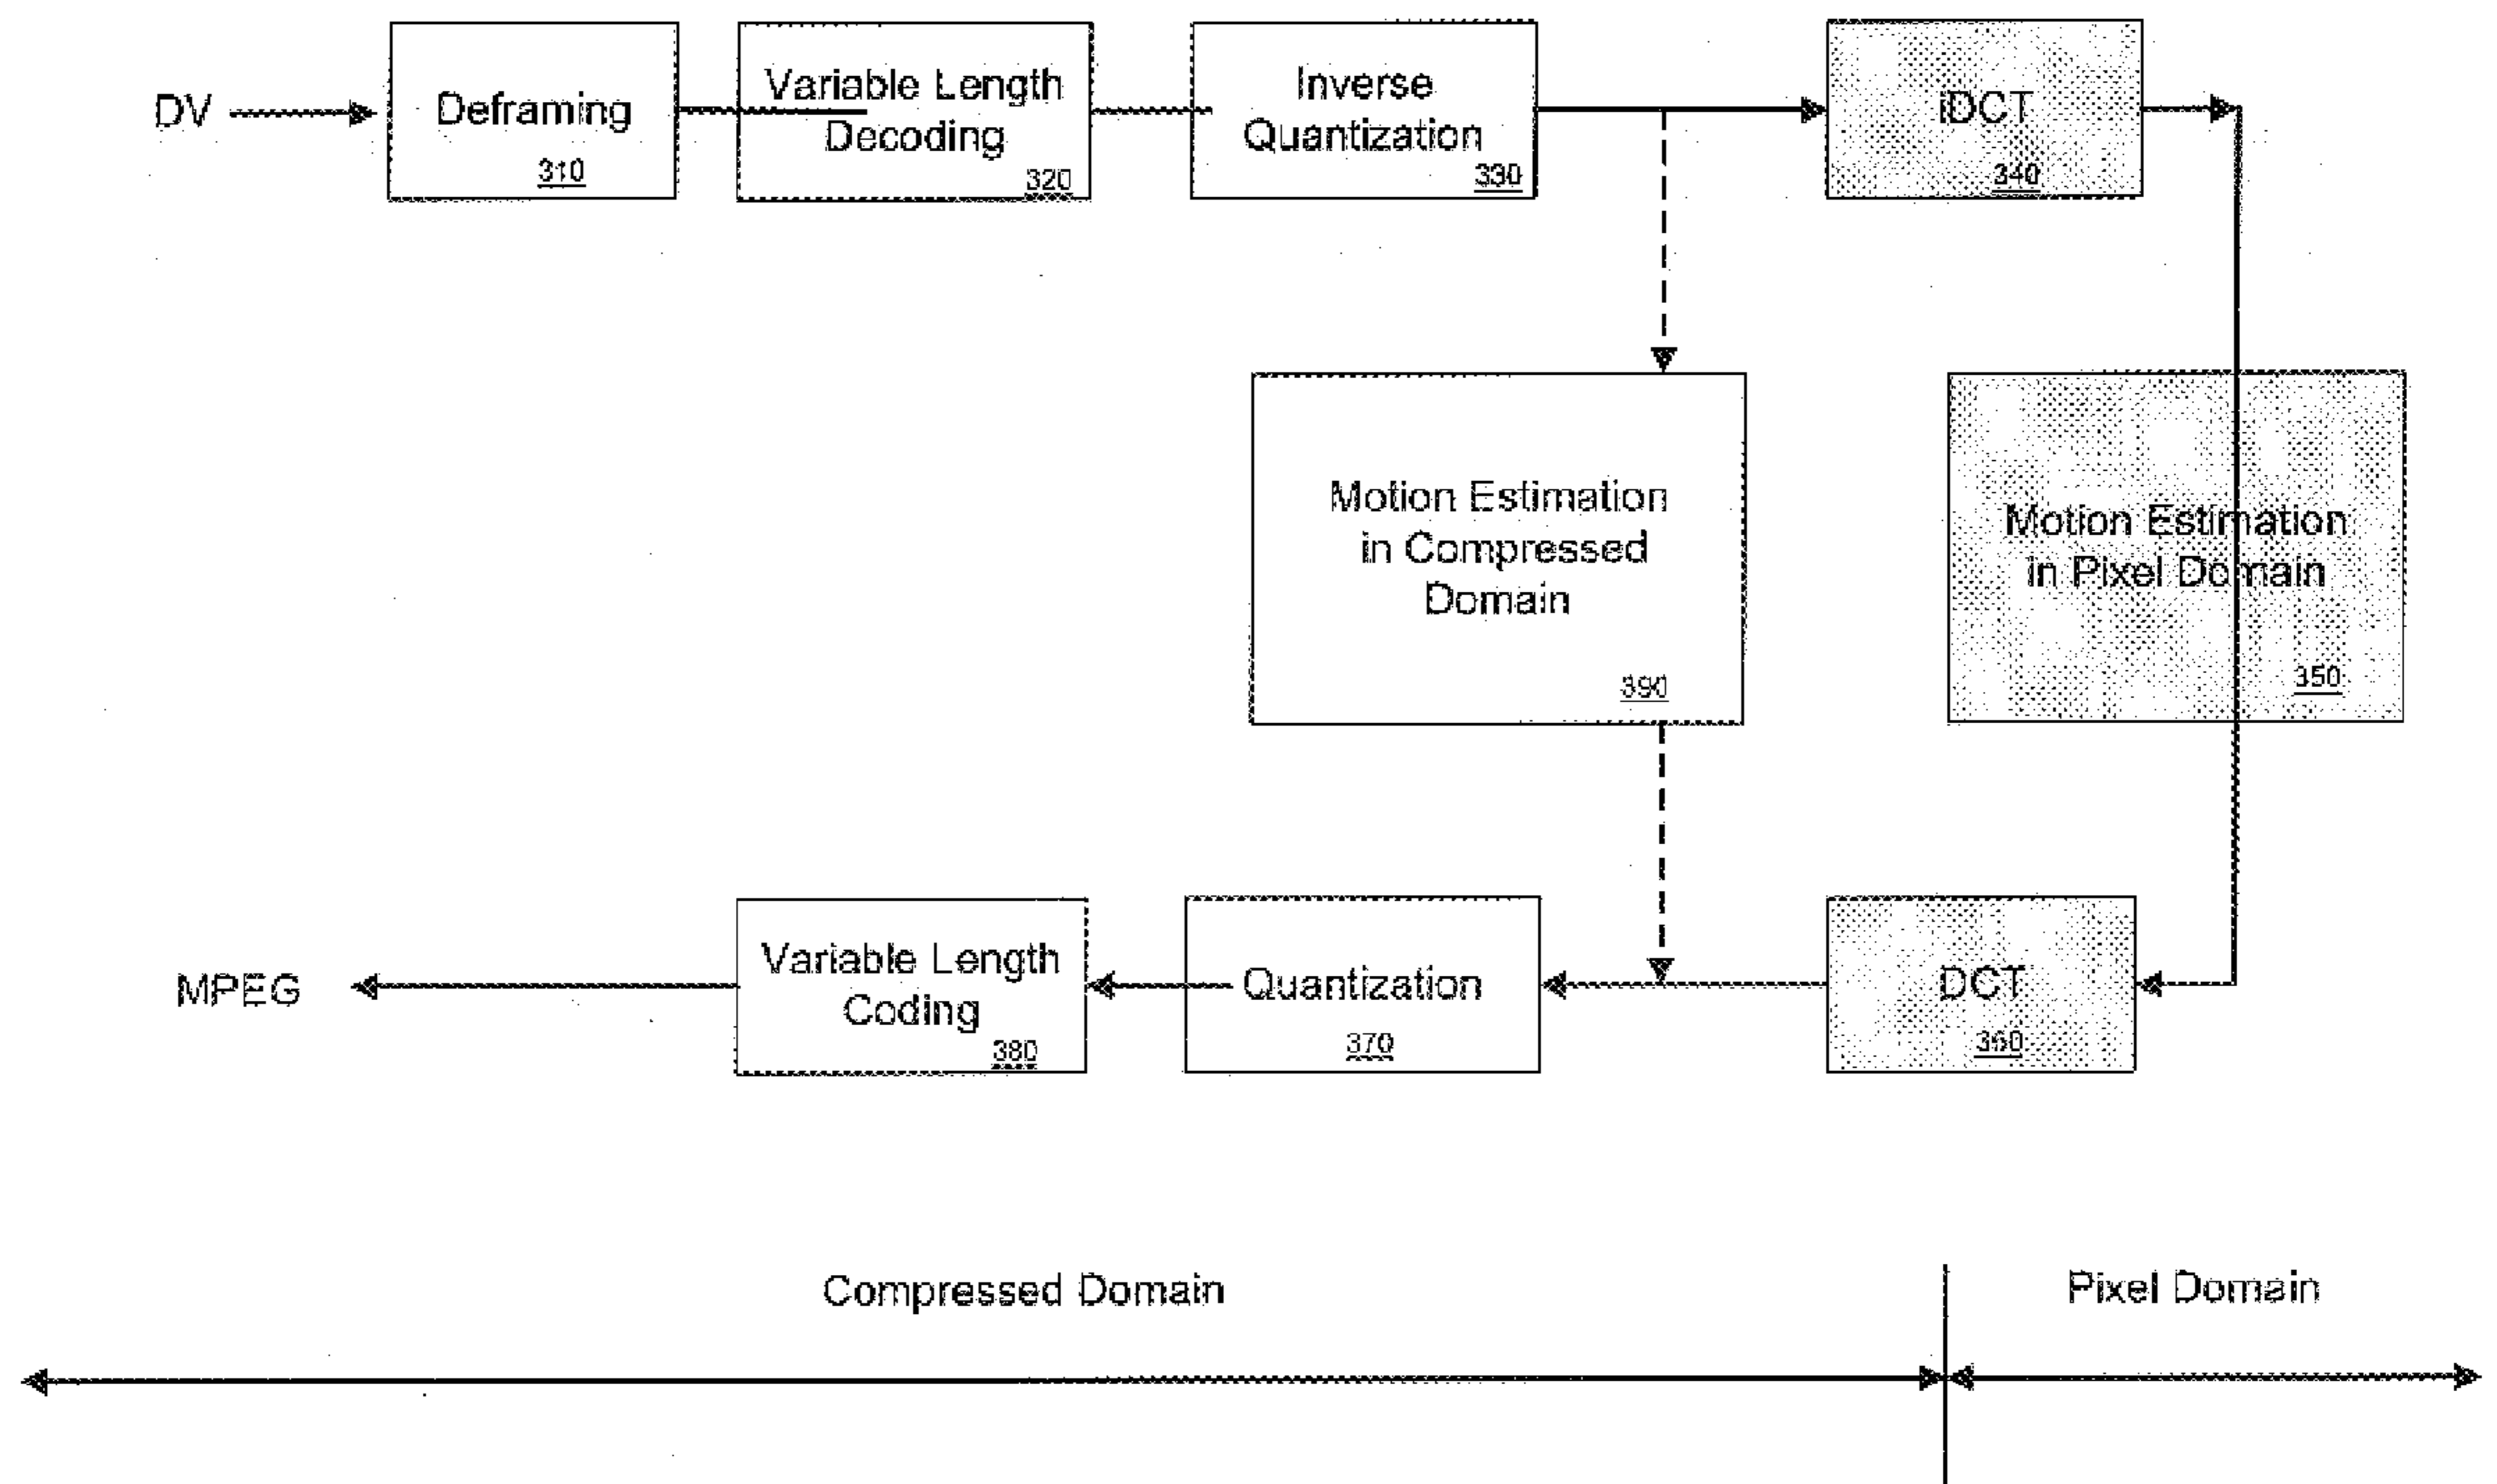 DV
Deframing
310
Variable Length
Decoding
320
Inverse
Quantization
330
iDCT
340
Motion Estimation
in Compressed
Domain
390
Motion Estimation
in Pixel Domain
350
MPEG
Variable Length
Coding
380
Quantization
370
DCT
360
Compressed Domain
Pixel Domain